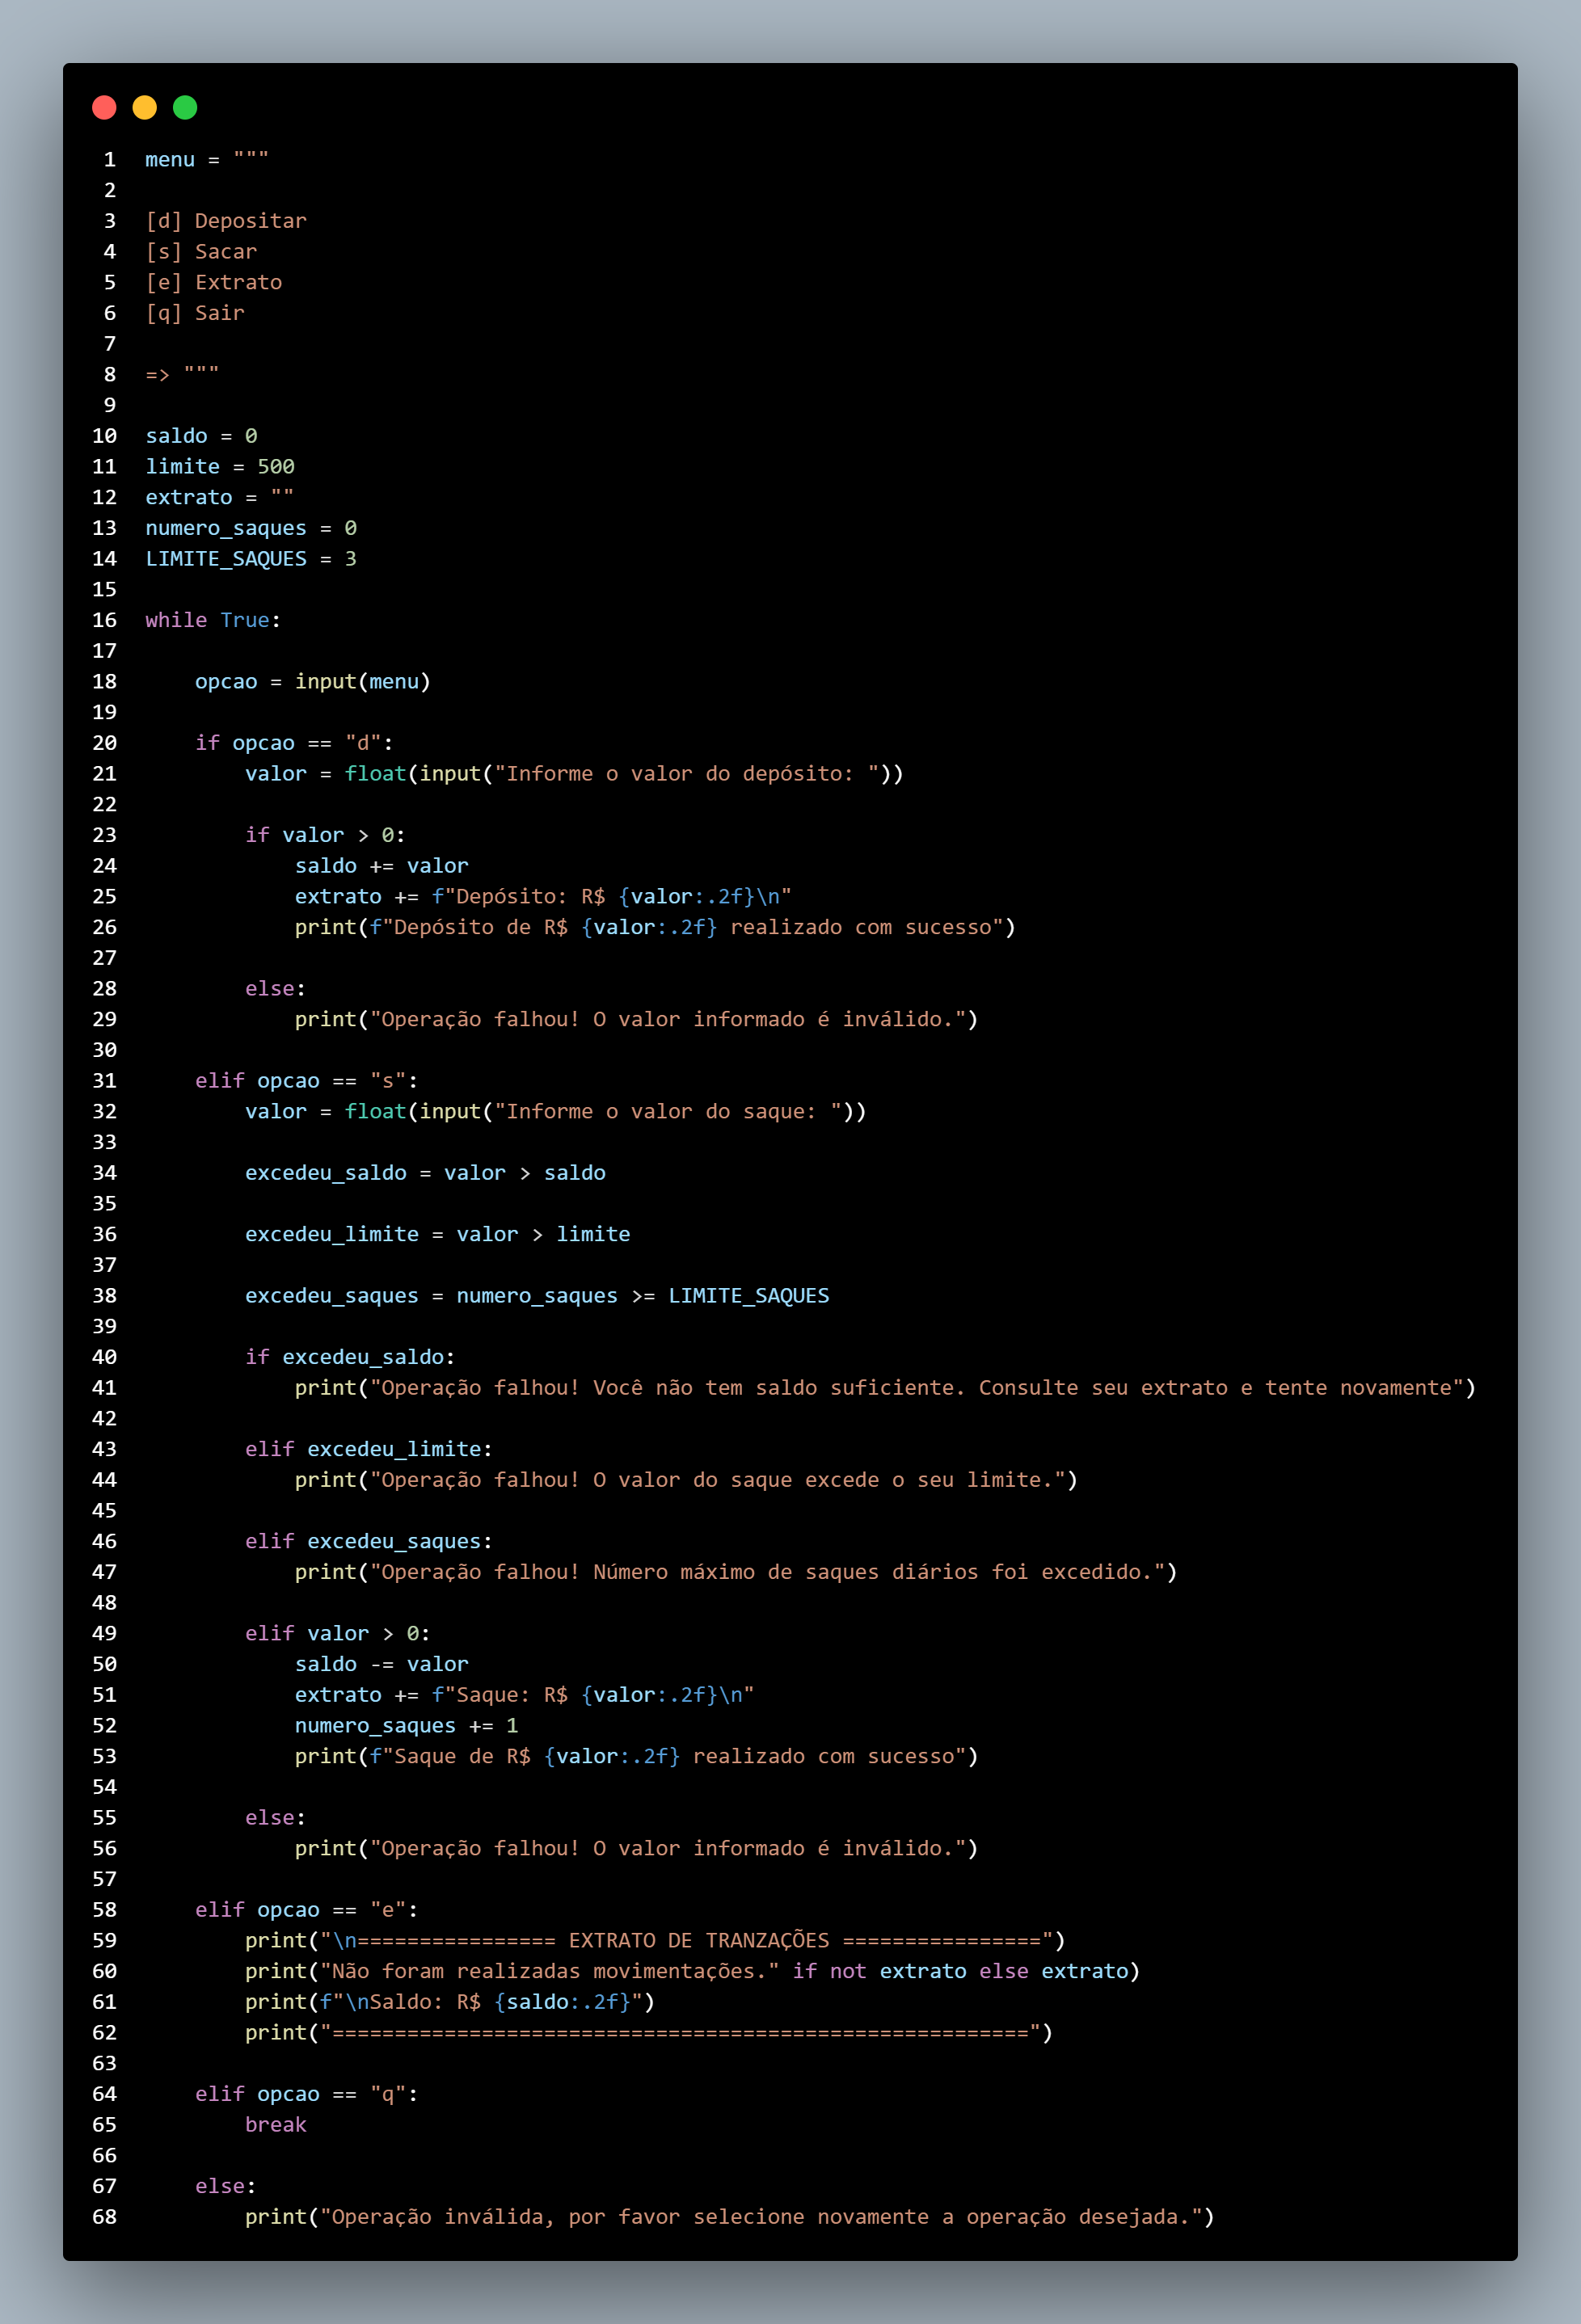 1 menu = """
2
3 [d] Depositar
4 [s] Sacar
5 [e] Extrato
6 [q] Sair
7
8 => """
9
10 saldo = 0
11 limite = 500
12 extrato = ""
13 numero_saques = 0
14 LIMITE_SAQUES = 3
15
16 while True:
17
18     opcao = input(menu)
19
20     if opcao == "d":
21         valor = float(input("Informe o valor do depósito: "))
22
23         if valor > 0:
24             saldo += valor
25             extrato += f"Depósito: R$ {valor:.2f}\n"
26             print(f"Depósito de R$ {valor:.2f} realizado com sucesso")
27
28         else:
29             print("Operação falhou! O valor informado é inválido.")
30
31     elif opcao == "s":
32         valor = float(input("Informe o valor do saque: "))
33
34         excedeu_saldo = valor > saldo
35
36         excedeu_limite = valor > limite
37
38         excedeu_saques = numero_saques >= LIMITE_SAQUES
39
40         if excedeu_saldo:
41             print("Operação falhou! Você não tem saldo suficiente. Consulte seu extrato e tente novamente")
42
43         elif excedeu_limite:
44             print("Operação falhou! O valor do saque excede o seu limite.")
45
46         elif excedeu_saques:
47             print("Operação falhou! Número máximo de saques diários foi excedido.")
48
49         elif valor > 0:
50             saldo -= valor
51             extrato += f"Saque: R$ {valor:.2f}\n"
52             numero_saques += 1
53             print(f"Saque de R$ {valor:.2f} realizado com sucesso")
54
55         else:
56             print("Operação falhou! O valor informado é inválido.")
57
58     elif opcao == "e":
59         print("\n================ EXTRATO DE TRANZAÇÕES ================")
60         print("Não foram realizadas movimentações." if not extrato else extrato)
61         print(f"\nSaldo: R$ {saldo:.2f}")
62         print("========================================================")
63
64     elif opcao == "q":
65         break
66
67     else:
68         print("Operação inválida, por favor selecione novamente a operação desejada.")